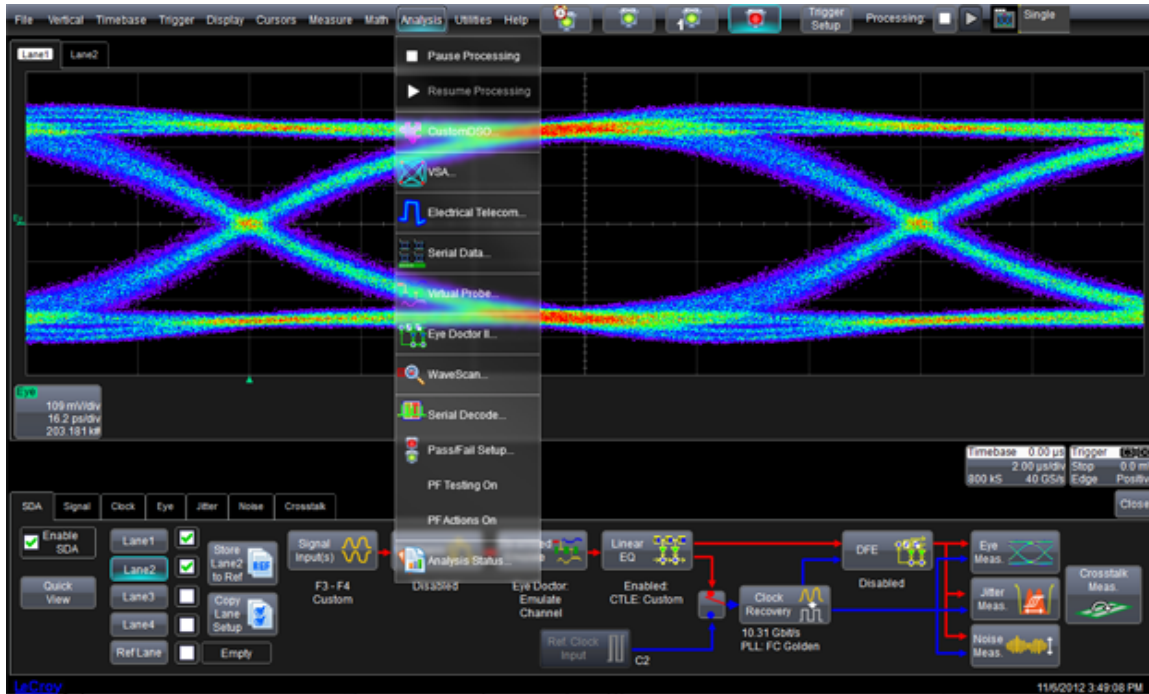 File Vertical Timebase Trigger Display Cursors Measure Math Analysis Utilities Help
Trigger Setup
Processing:
Single
Lane1 Lane2
Pause Processing
Resume Processing
CustomDSO...
VSA...
Electrical Telecom...
Serial Data...
Virtual Probe...
Eye Doctor II...
WaveScan...
Serial Decode...
Pass/Fail Setup...
PF Testing On
PF Actions On
Analysis Status...
Eye
109 mV/div
16.2 ps/div
203.181 k#
Timebase 0.00 µs
2.00 µs/div
800 kS 40 GS/s
Trigger
Stop 0.0 m
Edge Positiv
SDA Signal Clock Eye Jitter Noise Crosstalk
Close
Enable
SDA
Quick
View
Lane1
Lane2
Lane3
Lane4
Ref Lane
Store
Lane2
to Ref
REF
Copy
Lane
Setup
Empty
Signal
Input(s)
F3 - F4
Custom
Disabled
Eye Doctor:
Emulate
Channel
Linear
EQ
Enabled:
CTLE: Custom
Ref. Clock
Input
C2
Clock
Recovery
10.31 Gbit/s
PLL: FC Golden
DFE
Disabled
Eye
Meas.
Jitter
Meas.
Noise
Meas.
Crosstalk
Meas.
LeCroy
11/6/2012 3:49:08 PM